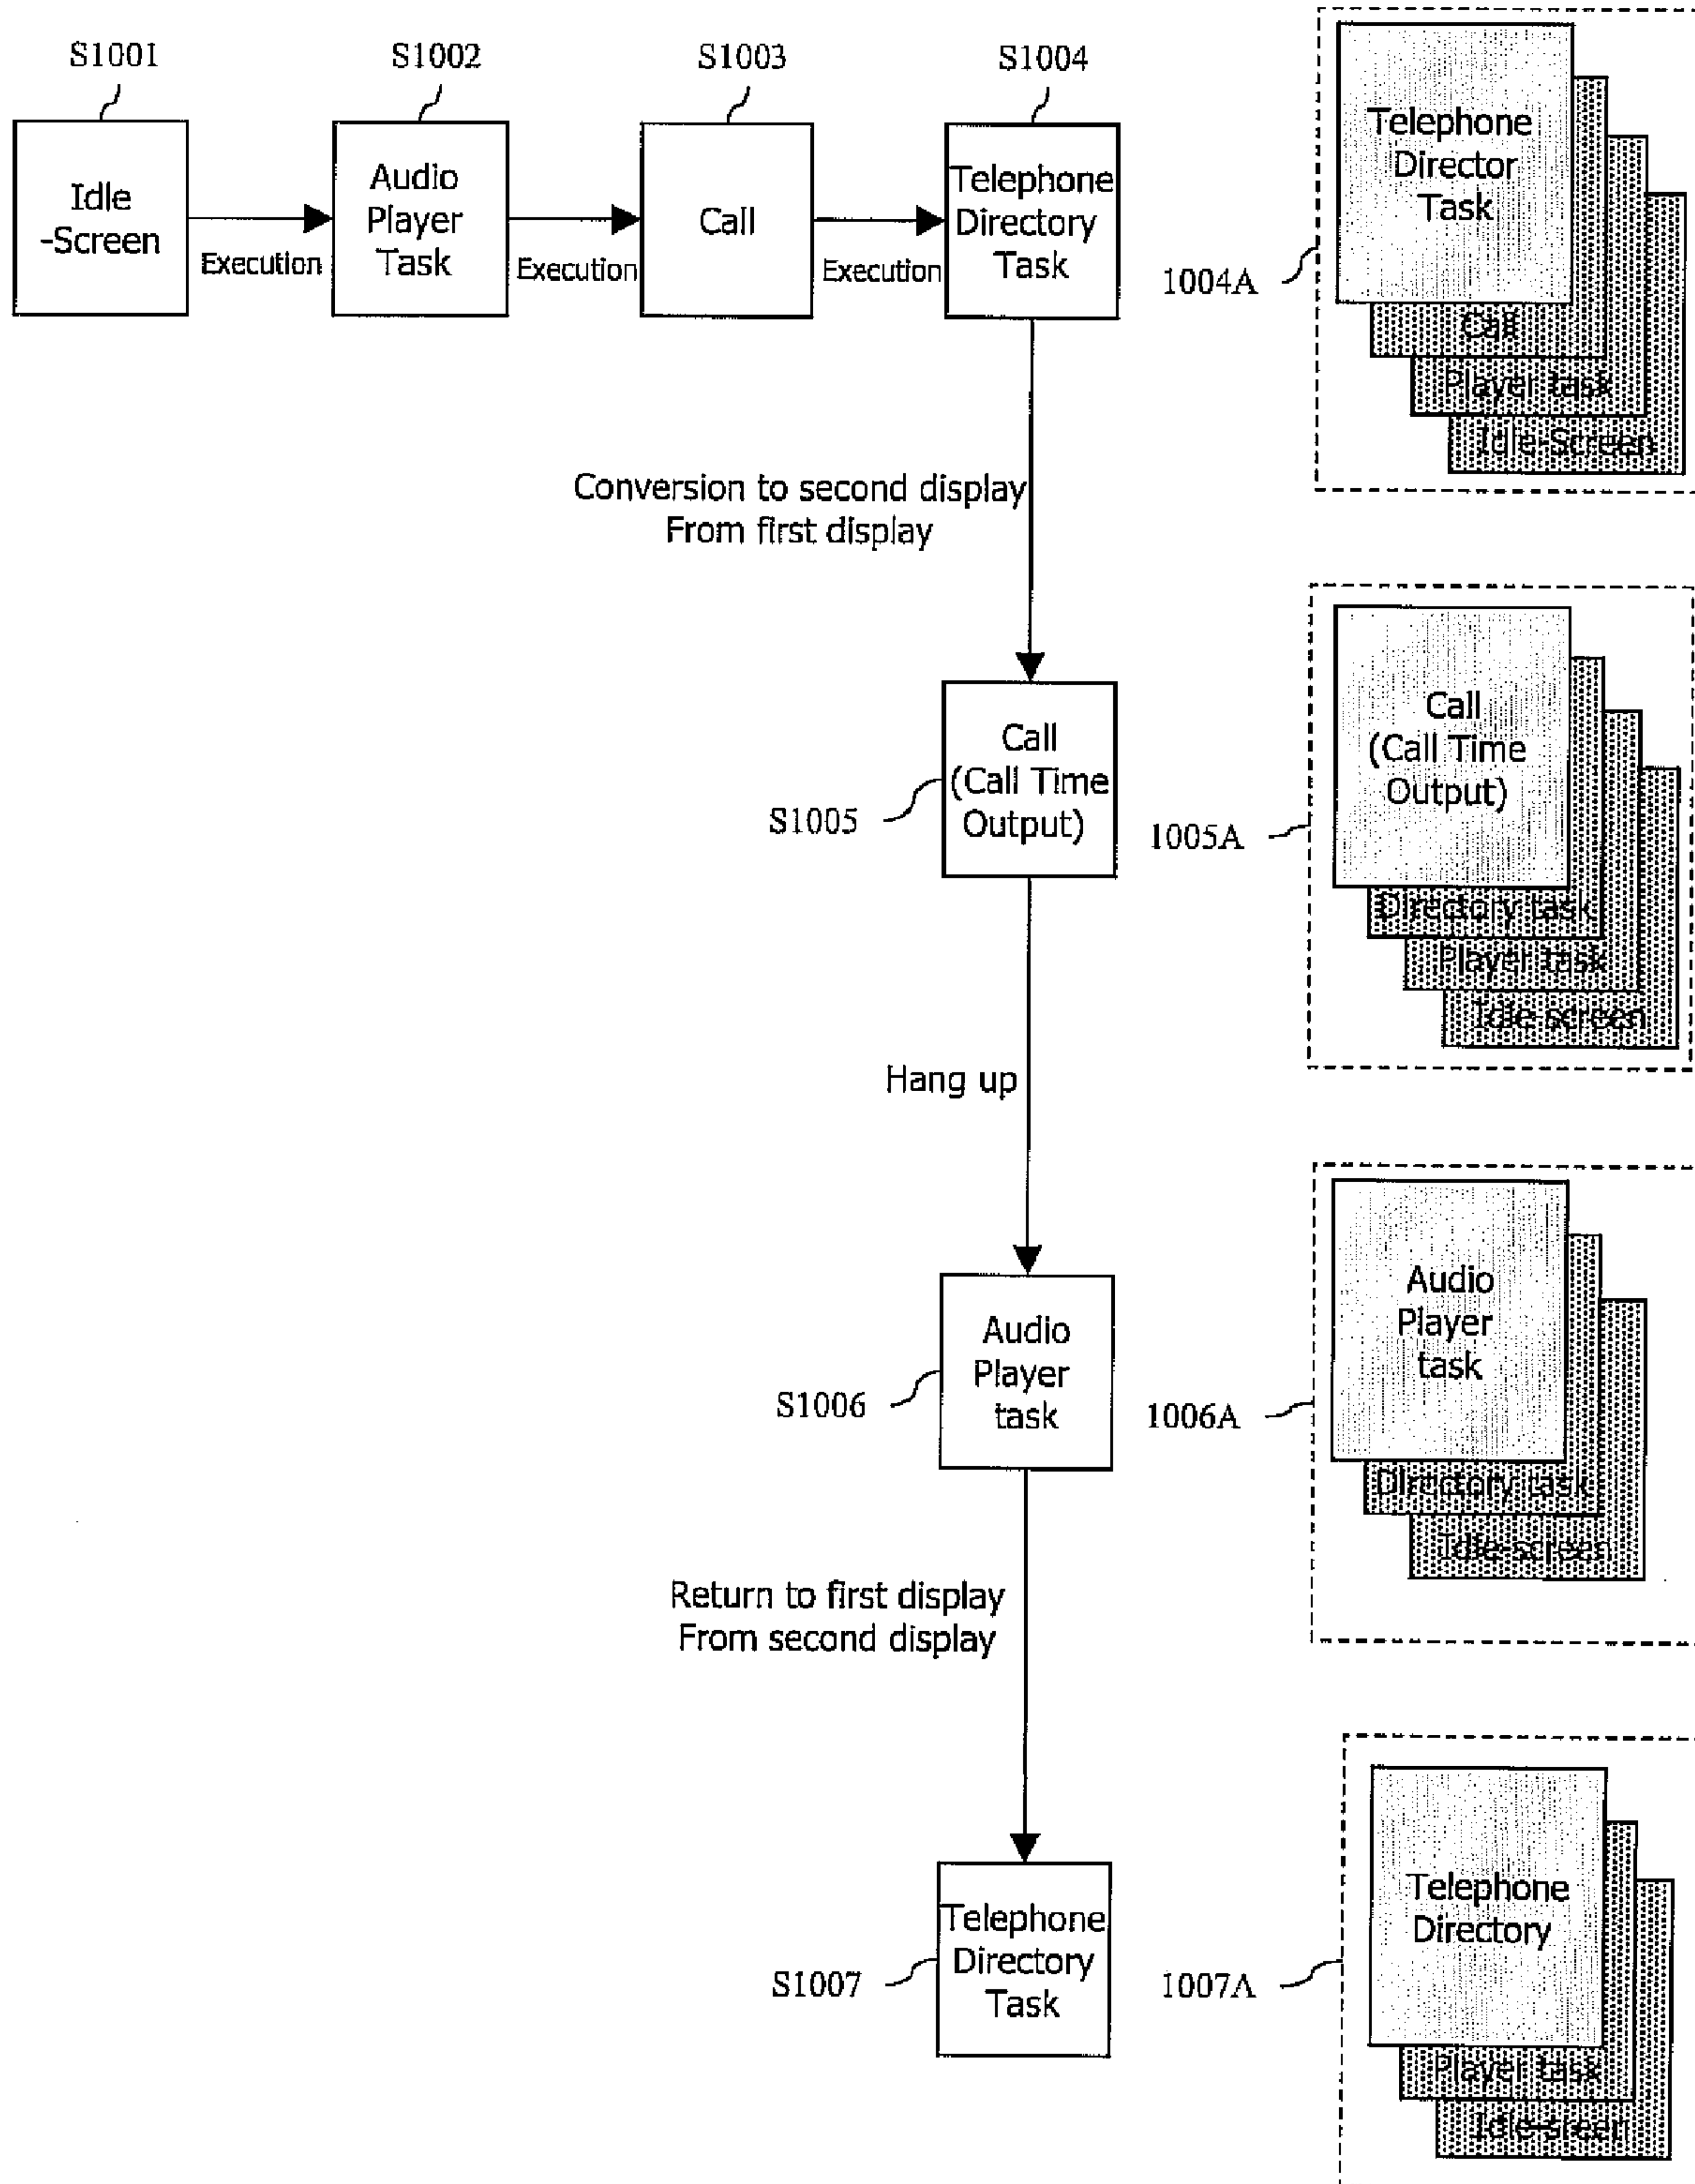 S1001
S1002
S1003
S1004
Idle
-Screen
Execution
Audio
Player
Task
Execution
Call
Execution
Telephone
Directory
Task
1004A
Telephone
Director
Task
Call
Player task
Idle-Screen
Conversion to second display
From first display
S1005
Call
(Call Time
Output)
1005A
Call
(Call Time
Output)
Directory task
Player task
Idle screen
Hang up
S1006
Audio
Player
task
1006A
Audio
Player
task
Directory task
Idle-screen
Return to first display
From second display
S1007
Telephone
Directory
Task
1007A
Telephone
Directory
Player task
Idle-sreen